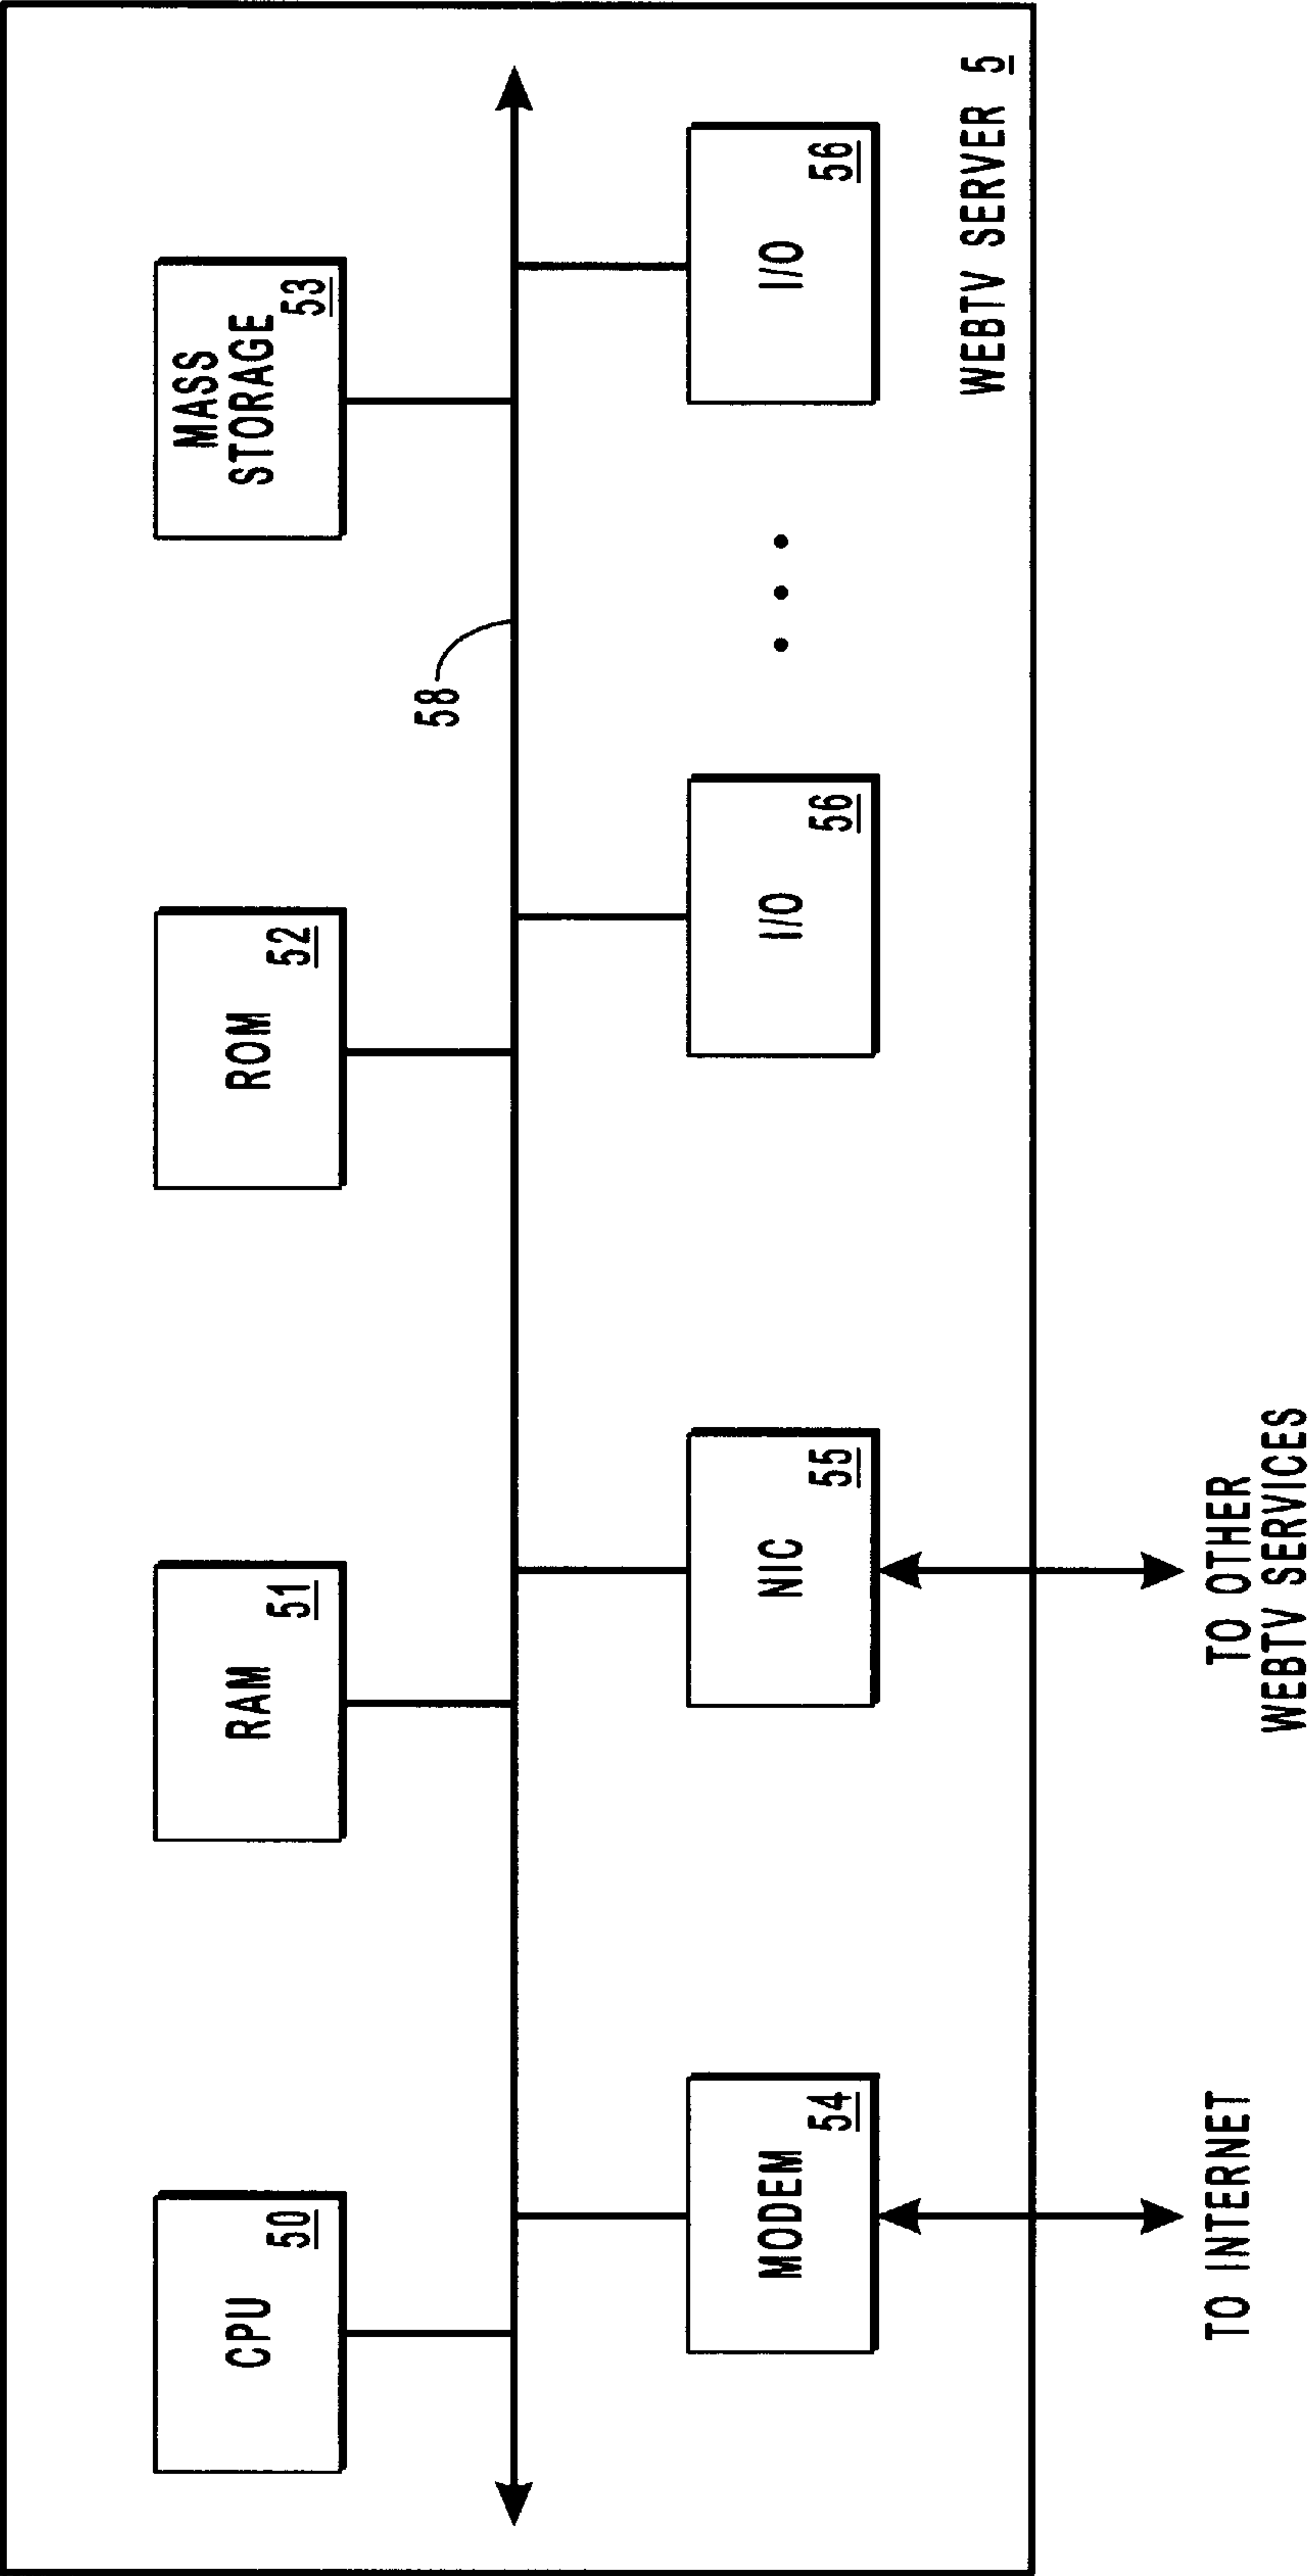 CPU
50
RAM
51
ROM
52
MASS
STORAGE
53
58
MODEM
54
NIC
55
I/O
56
I/O
56
WEBTV SERVER 5
TO INTERNET
TO OTHER
WEBTV SERVICES